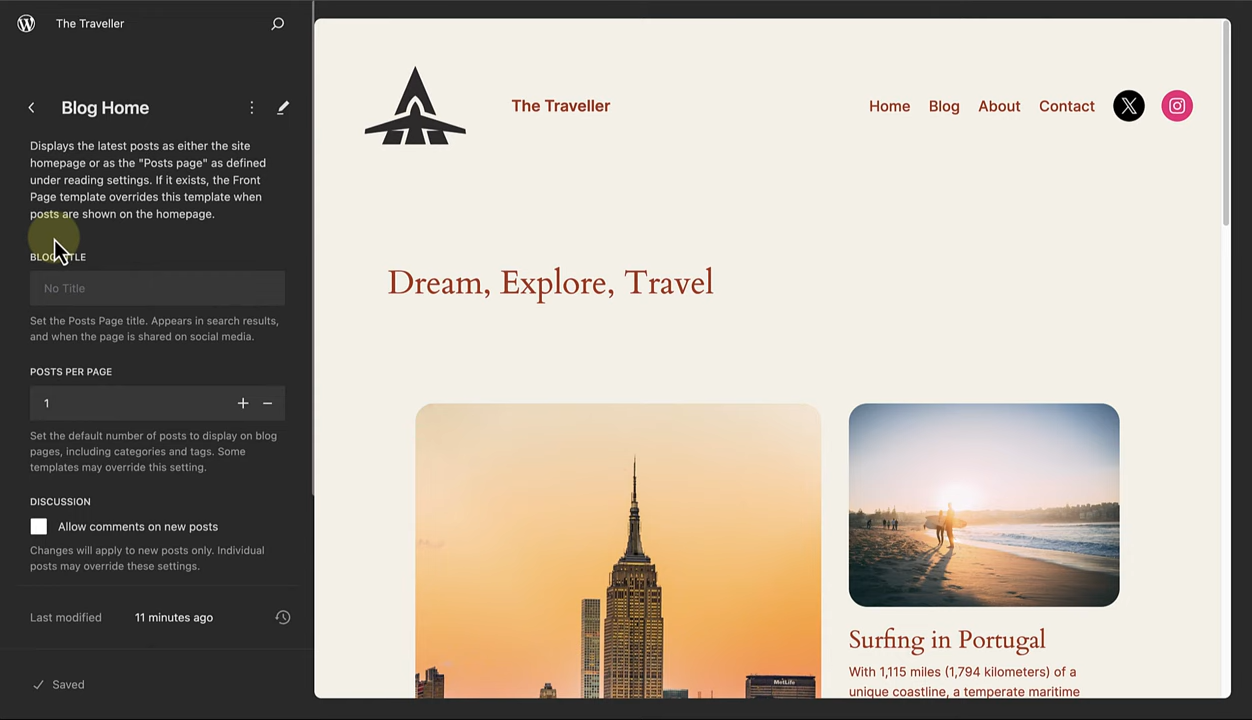 The Traveller
Blog Home
Displays the latest posts as either the site
homepage or as the "Posts page" as defined
under reading settings. If it exists, the Front
Page template overrides this template when
posts are shown on the homepage.
BLOG TITLE
No Title
Set the Posts Page title. Appears in search results,
and when the page is shared on social media.
POSTS PER PAGE
1
Set the default number of posts to display on blog
pages, including categories and tags. Some
templates may override this setting.
DISCUSSION
Allow comments on new posts
Changes will apply to new posts only. Individual
posts may override these settings.
Last modified 11 minutes ago
Saved
The Traveller
Home Blog About Contact
Dream, Explore, Travel
MetLife
Surfing in Portugal
With 1,115 miles (1,794 kilometers) of a
unique coastline, a temperate maritime